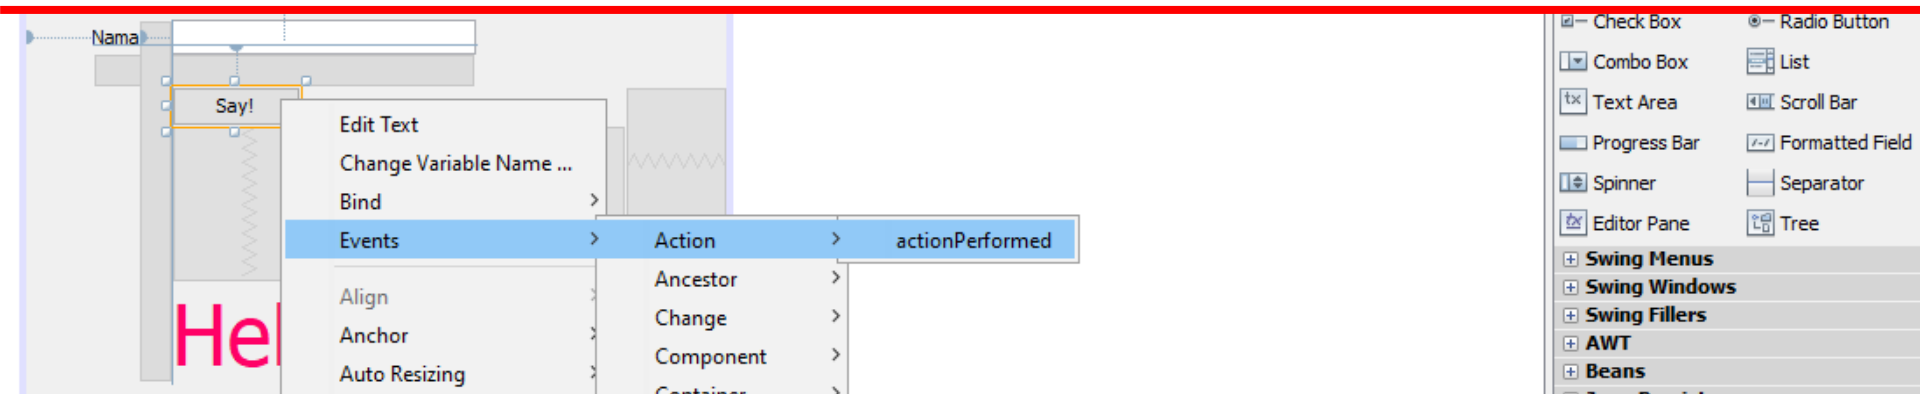 Nama
Say!
Hel
Edit Text
Change Variable Name ...
Bind
Events
Align
Anchor
Auto Resizing
Action
Ancestor
Change
Component
Container
actionPerformed
Check Box
Radio Button
Combo Box
List
Text Area
Scroll Bar
Progress Bar
Formatted Field
Spinner
Separator
Editor Pane
Tree
Swing Menus
Swing Windows
Swing Fillers
AWT
Beans